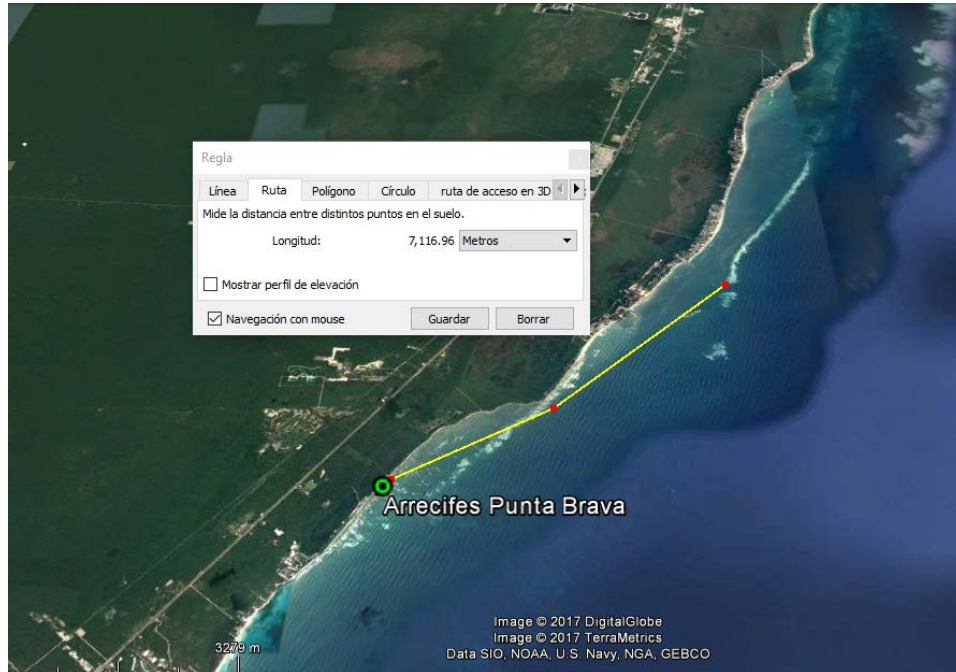 Regla
Línea Ruta Polígono Círculo ruta de acceso en 3D
Mide la distancia entre distintos puntos en el suelo.
Longitud: 7,116.96 Metros
Mostrar perfil de elevación
Navegación con mouse Guardar Borrar
Arrecifes Punta Brava
Image © 2017 DigitalGlobe
3279 m Image © 2017 TerraMetrics
Data SIO, NOAA, U.S. Navy, NGA, GEBCO